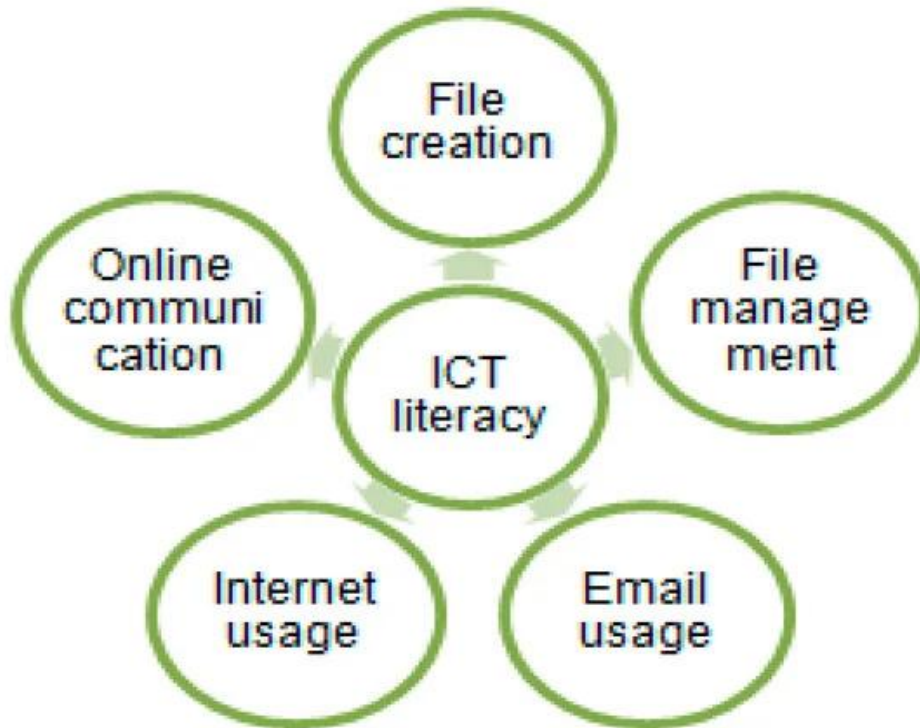 File
creation
Online
communi
cation
File
manage
ment
ICT
literacy
Internet
usage
Email
usage